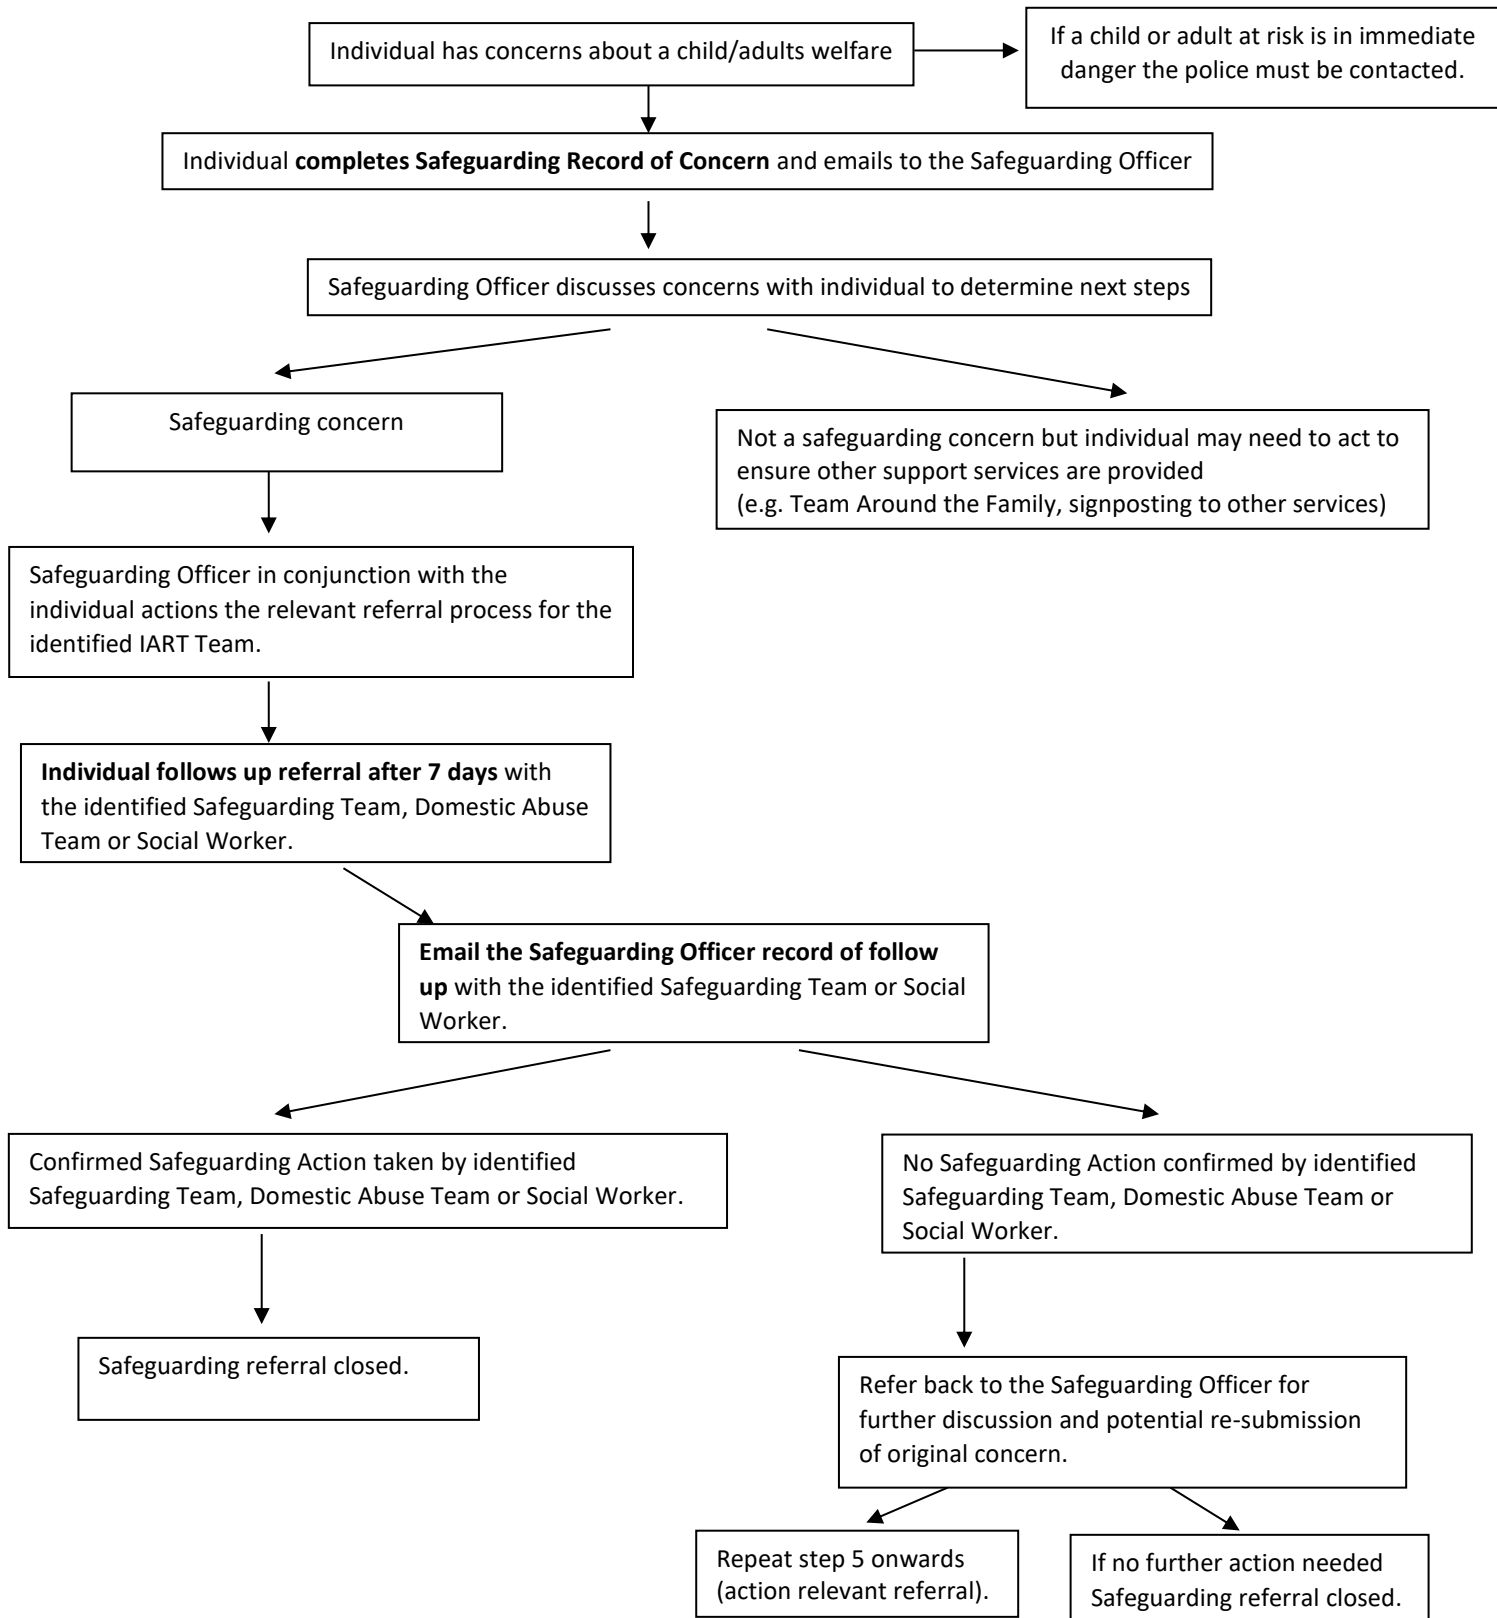 Individual has concerns about a child/adults welfare
If a child or adult at risk is in immediate
danger the police must be contacted.
Individual completes Safeguarding Record of Concern and emails to the Safeguarding Officer
Safeguarding Officer discusses concerns with individual to determine next steps
Safeguarding concern
Not a safeguarding concern but individual may need to act to
ensure other support services are provided
(e.g. Team Around the Family, signposting to other services)
Safeguarding Officer in conjunction with the
individual actions the relevant referral process for the
identified IART Team.
Individual follows up referral after 7 days with
the identified Safeguarding Team, Domestic Abuse
Team or Social Worker.
Email the Safeguarding Officer record of follow
up with the identified Safeguarding Team or Social
Worker.
Confirmed Safeguarding Action taken by identified
Safeguarding Team, Domestic Abuse Team or Social Worker.
No Safeguarding Action confirmed by identified
Safeguarding Team, Domestic Abuse Team or
Social Worker.
Safeguarding referral closed.
Refer back to the Safeguarding Officer for
further discussion and potential re-submission
of original concern.
Repeat step 5 onwards
(action relevant referral).
If no further action needed
Safeguarding referral closed.